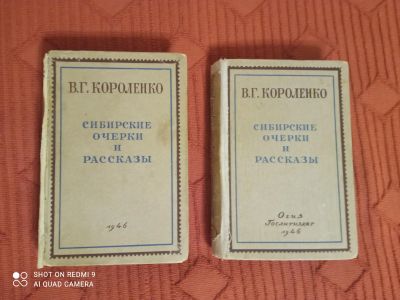 В.Г. КОРОЛЕНКО
СИБИРСКИЕ
ОЧЕРКИ
И
РАССКАЗЫ
1946
В.Г. КОРОЛЕНКО
СИБИРСКИЕ
ОЧЕРКИ
И
РАССКАЗЫ
Огиз
Гослитиздат
1946
SHOT ON REDMI 9
AI QUAD CAMERA